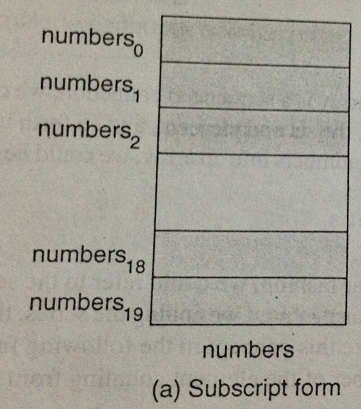 numbers₀
numbers₁
numbers₂
numbers₁₈
numbers₁₉
numbers
(a) Subscript form